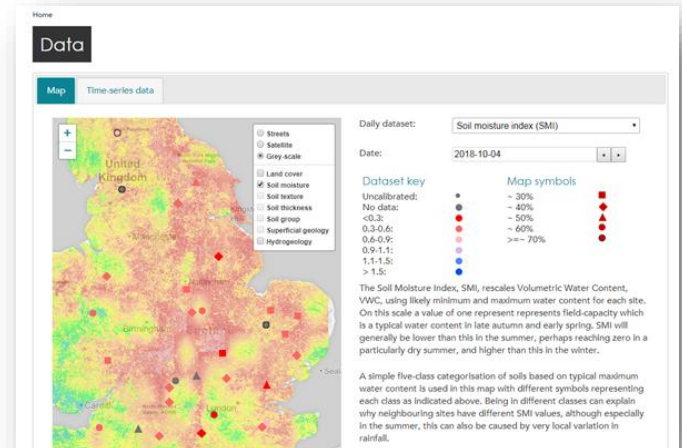 Home
Data
Map
Time-series data
+
−
Streets
Satellite
Grey-scale
Land cover
Soil moisture
Soil texture
Soil thickness
Soil group
Superficial geology
Hydrogeology
United
Kingdom
Birmingham
London
Cardiff
Daily dataset:
Soil moisture index (SMI)
Date:
2018-10-04
Dataset key
Map symbols
Uncalibrated:
~ 30%
No data:
~ 40%
<0.3:
~ 50%
0.3-0.6:
~ 60%
0.6-0.9:
>=~ 70%
0.9-1.1:
1.1-1.5:
> 1.5:
The Soil Moisture Index, SMI, rescales Volumetric Water Content,
VWC, using likely minimum and maximum water content for each site.
On this scale a value of one represent represents field-capacity which
is a typical water content in late autumn and early spring. SMI will
generally be lower than this in the summer, perhaps reaching zero in a
particularly dry summer, and higher than this in the winter.
A simple five-class categorisation of soils based on typical maximum
water content is used in this map with different symbols representing
each class as indicated above. Being in different classes can explain
why neighbouring sites have different SMI values, although especially
in the summer, this can also be caused by very local variation in
rainfall.